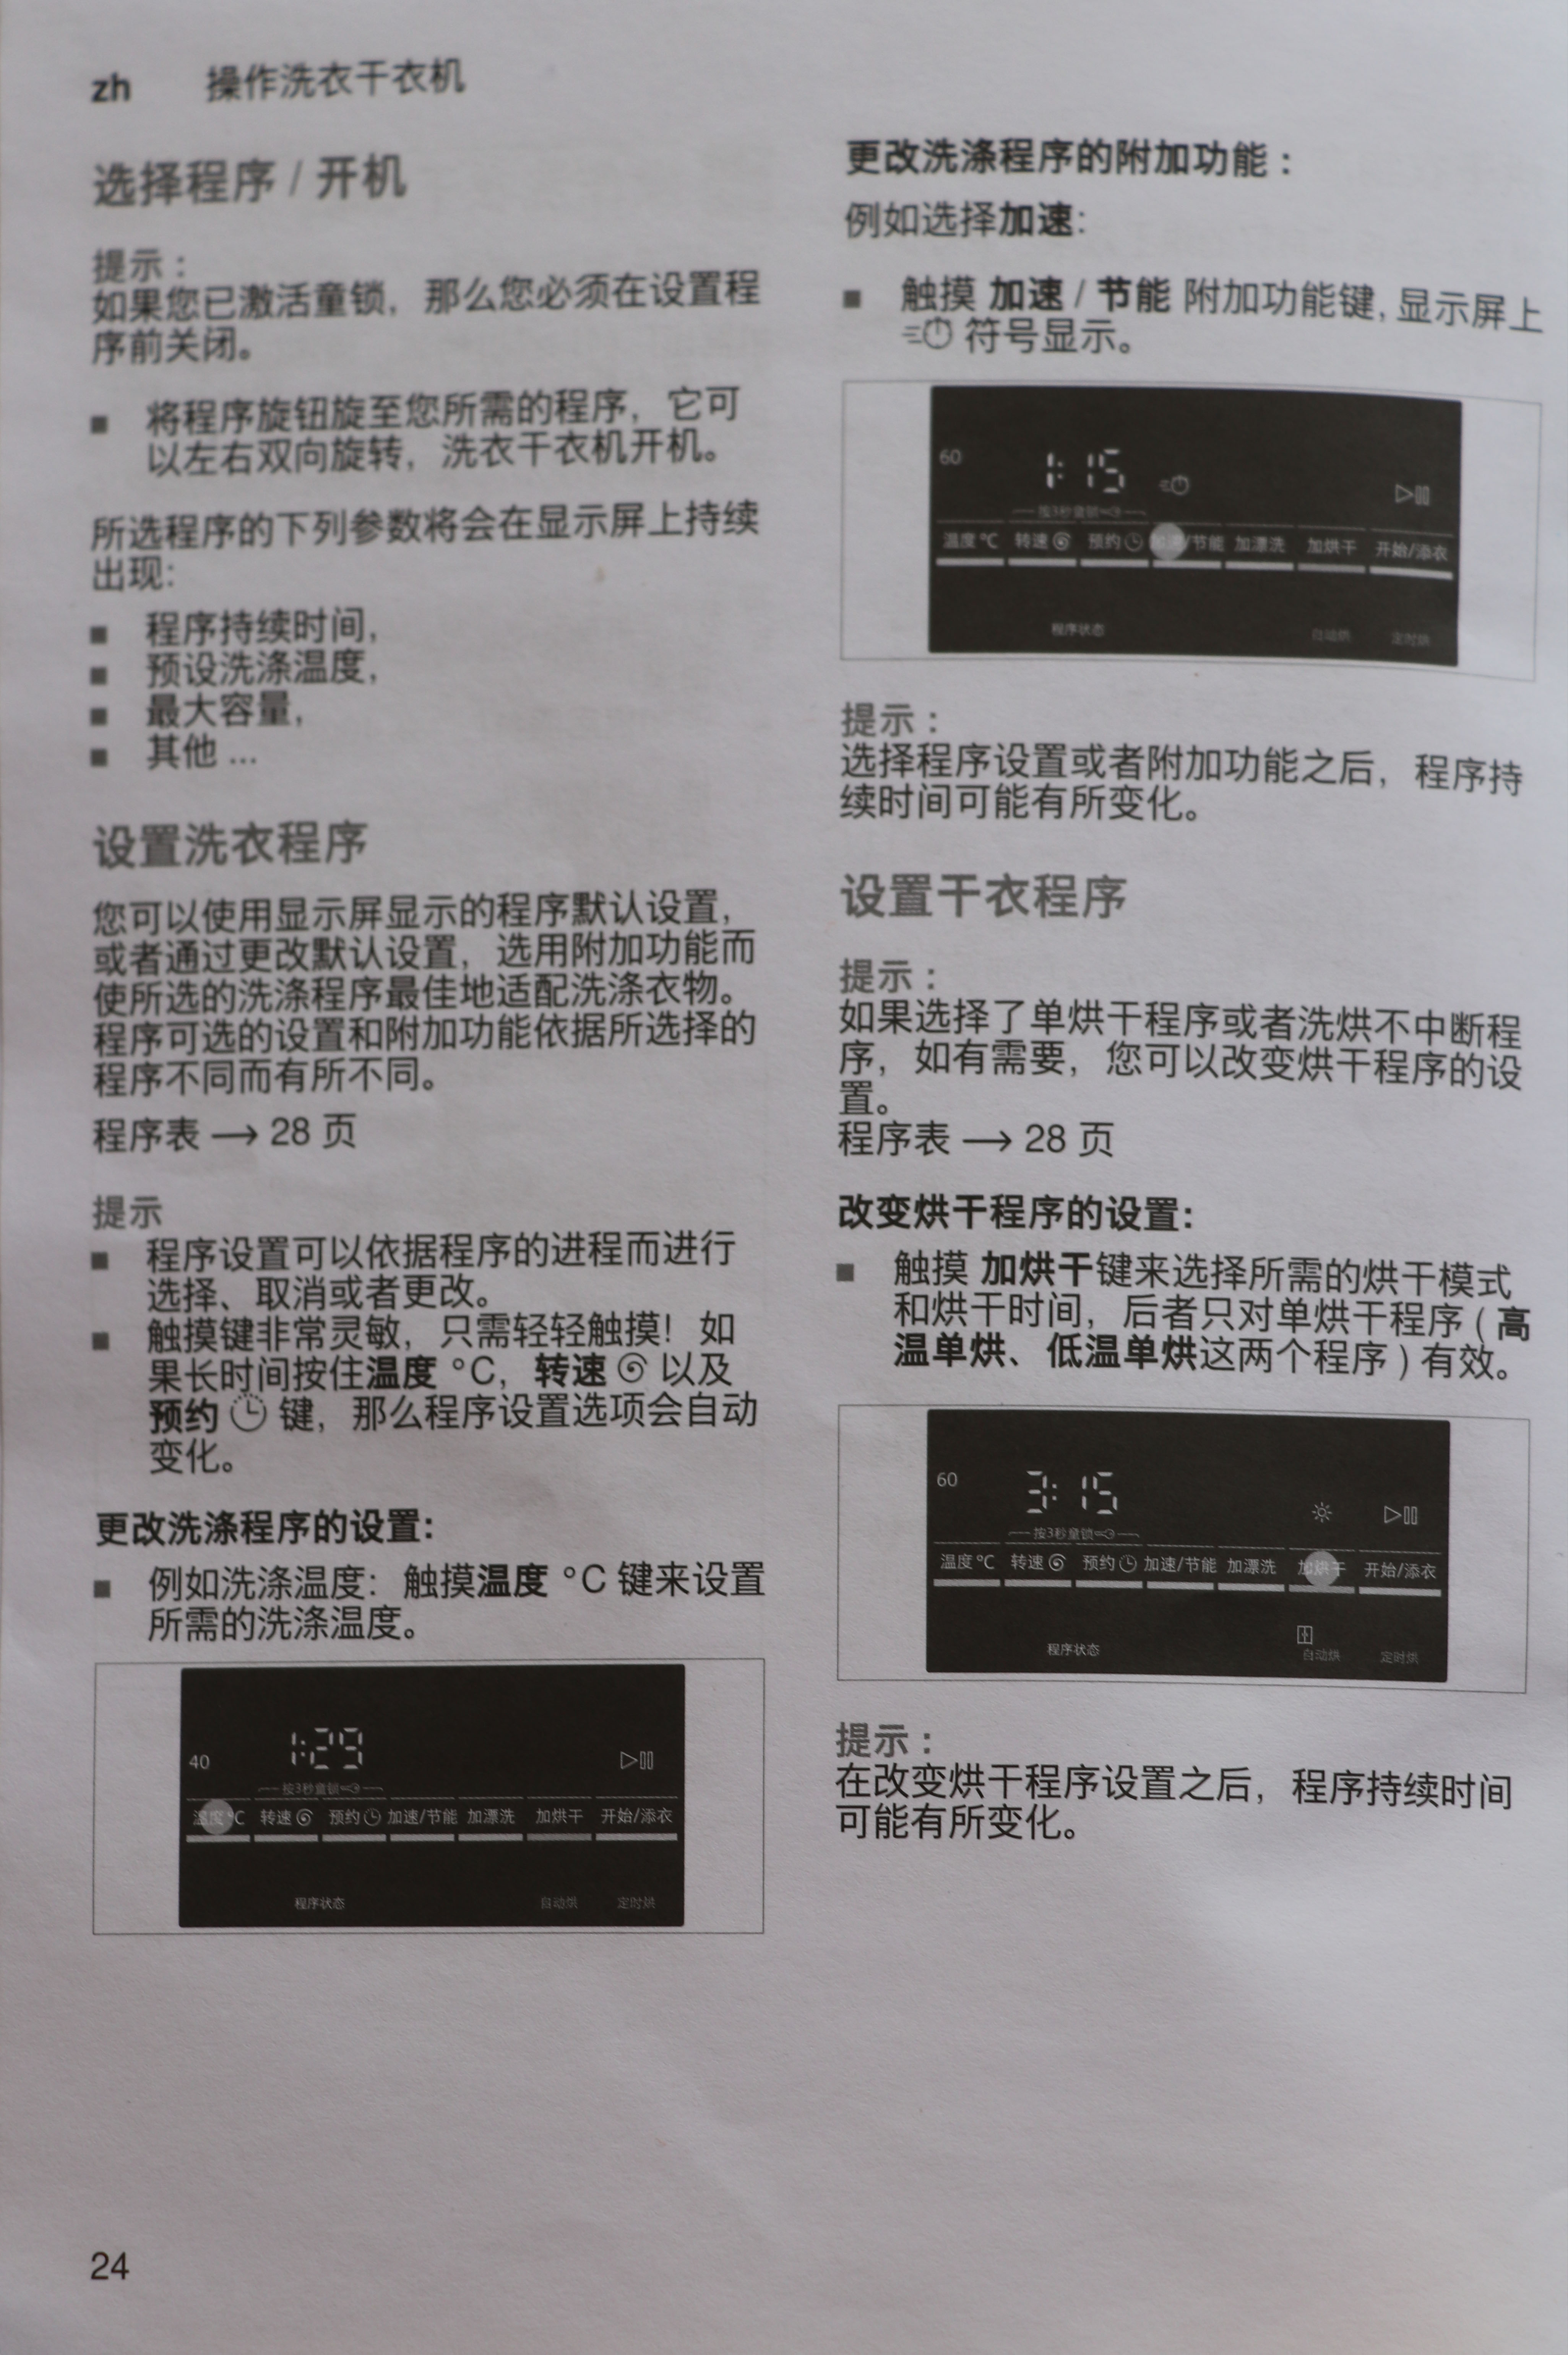 zh 操作洗衣干衣机
选择程序 / 开机
提示：
如果您已激活童锁，那么您必须在设置程
序前关闭。
■ 将程序旋钮旋至您所需的程序，它可
以左右双向旋转，洗衣干衣机开机。
所选程序的下列参数将会在显示屏上持续
出现：
■ 程序持续时间，
■ 预设洗涤温度，
■ 最大容量，
■ 其他 ...
设置洗衣程序
您可以使用显示屏显示的程序默认设置，
或者通过更改默认设置，选用附加功能而
使所选的洗涤程序最佳地适配洗涤衣物。
程序可选的设置和附加功能依据所选择的
程序不同而有所不同。
程序表 → 28 页
提示
■ 程序设置可以依据程序的进程而进行
选择、取消或者更改。
■ 触摸键非常灵敏，只需轻轻触摸！如
果长时间按住温度 °C，转速 以及
预约 键，那么程序设置选项会自动
变化。
更改洗涤程序的设置：
■ 例如洗涤温度：触摸温度 °C 键来设置
所需的洗涤温度。
1:29
40
按3秒童锁
温度 °C 转速 预约 加速/节能 加漂洗 加烘干 开始/添衣
程序状态 自动烘 定时烘
更改洗涤程序的附加功能：
例如选择加速：
■ 触摸 加速 / 节能 附加功能键，显示屏上
符号显示。
60 1:15
按3秒童锁
温度 °C 转速 预约 加速/节能 加漂洗 加烘干 开始/添衣
程序状态 自动烘 定时烘
提示：
选择程序设置或者附加功能之后，程序持
续时间可能有所变化。
设置干衣程序
提示：
如果选择了单烘干程序或者洗烘不中断程
序，如有需要，您可以改变烘干程序的设
置。
程序表 → 28 页
改变烘干程序的设置：
■ 触摸 加烘干键来选择所需的烘干模式
和烘干时间，后者只对单烘干程序 ( 高
温单烘、低温单烘这两个程序 ) 有效。
60 3:15
按3秒童锁
温度 °C 转速 预约 加速/节能 加漂洗 加烘干 开始/添衣
程序状态 自动烘 定时烘
提示：
在改变烘干程序设置之后，程序持续时间
可能有所变化。
24